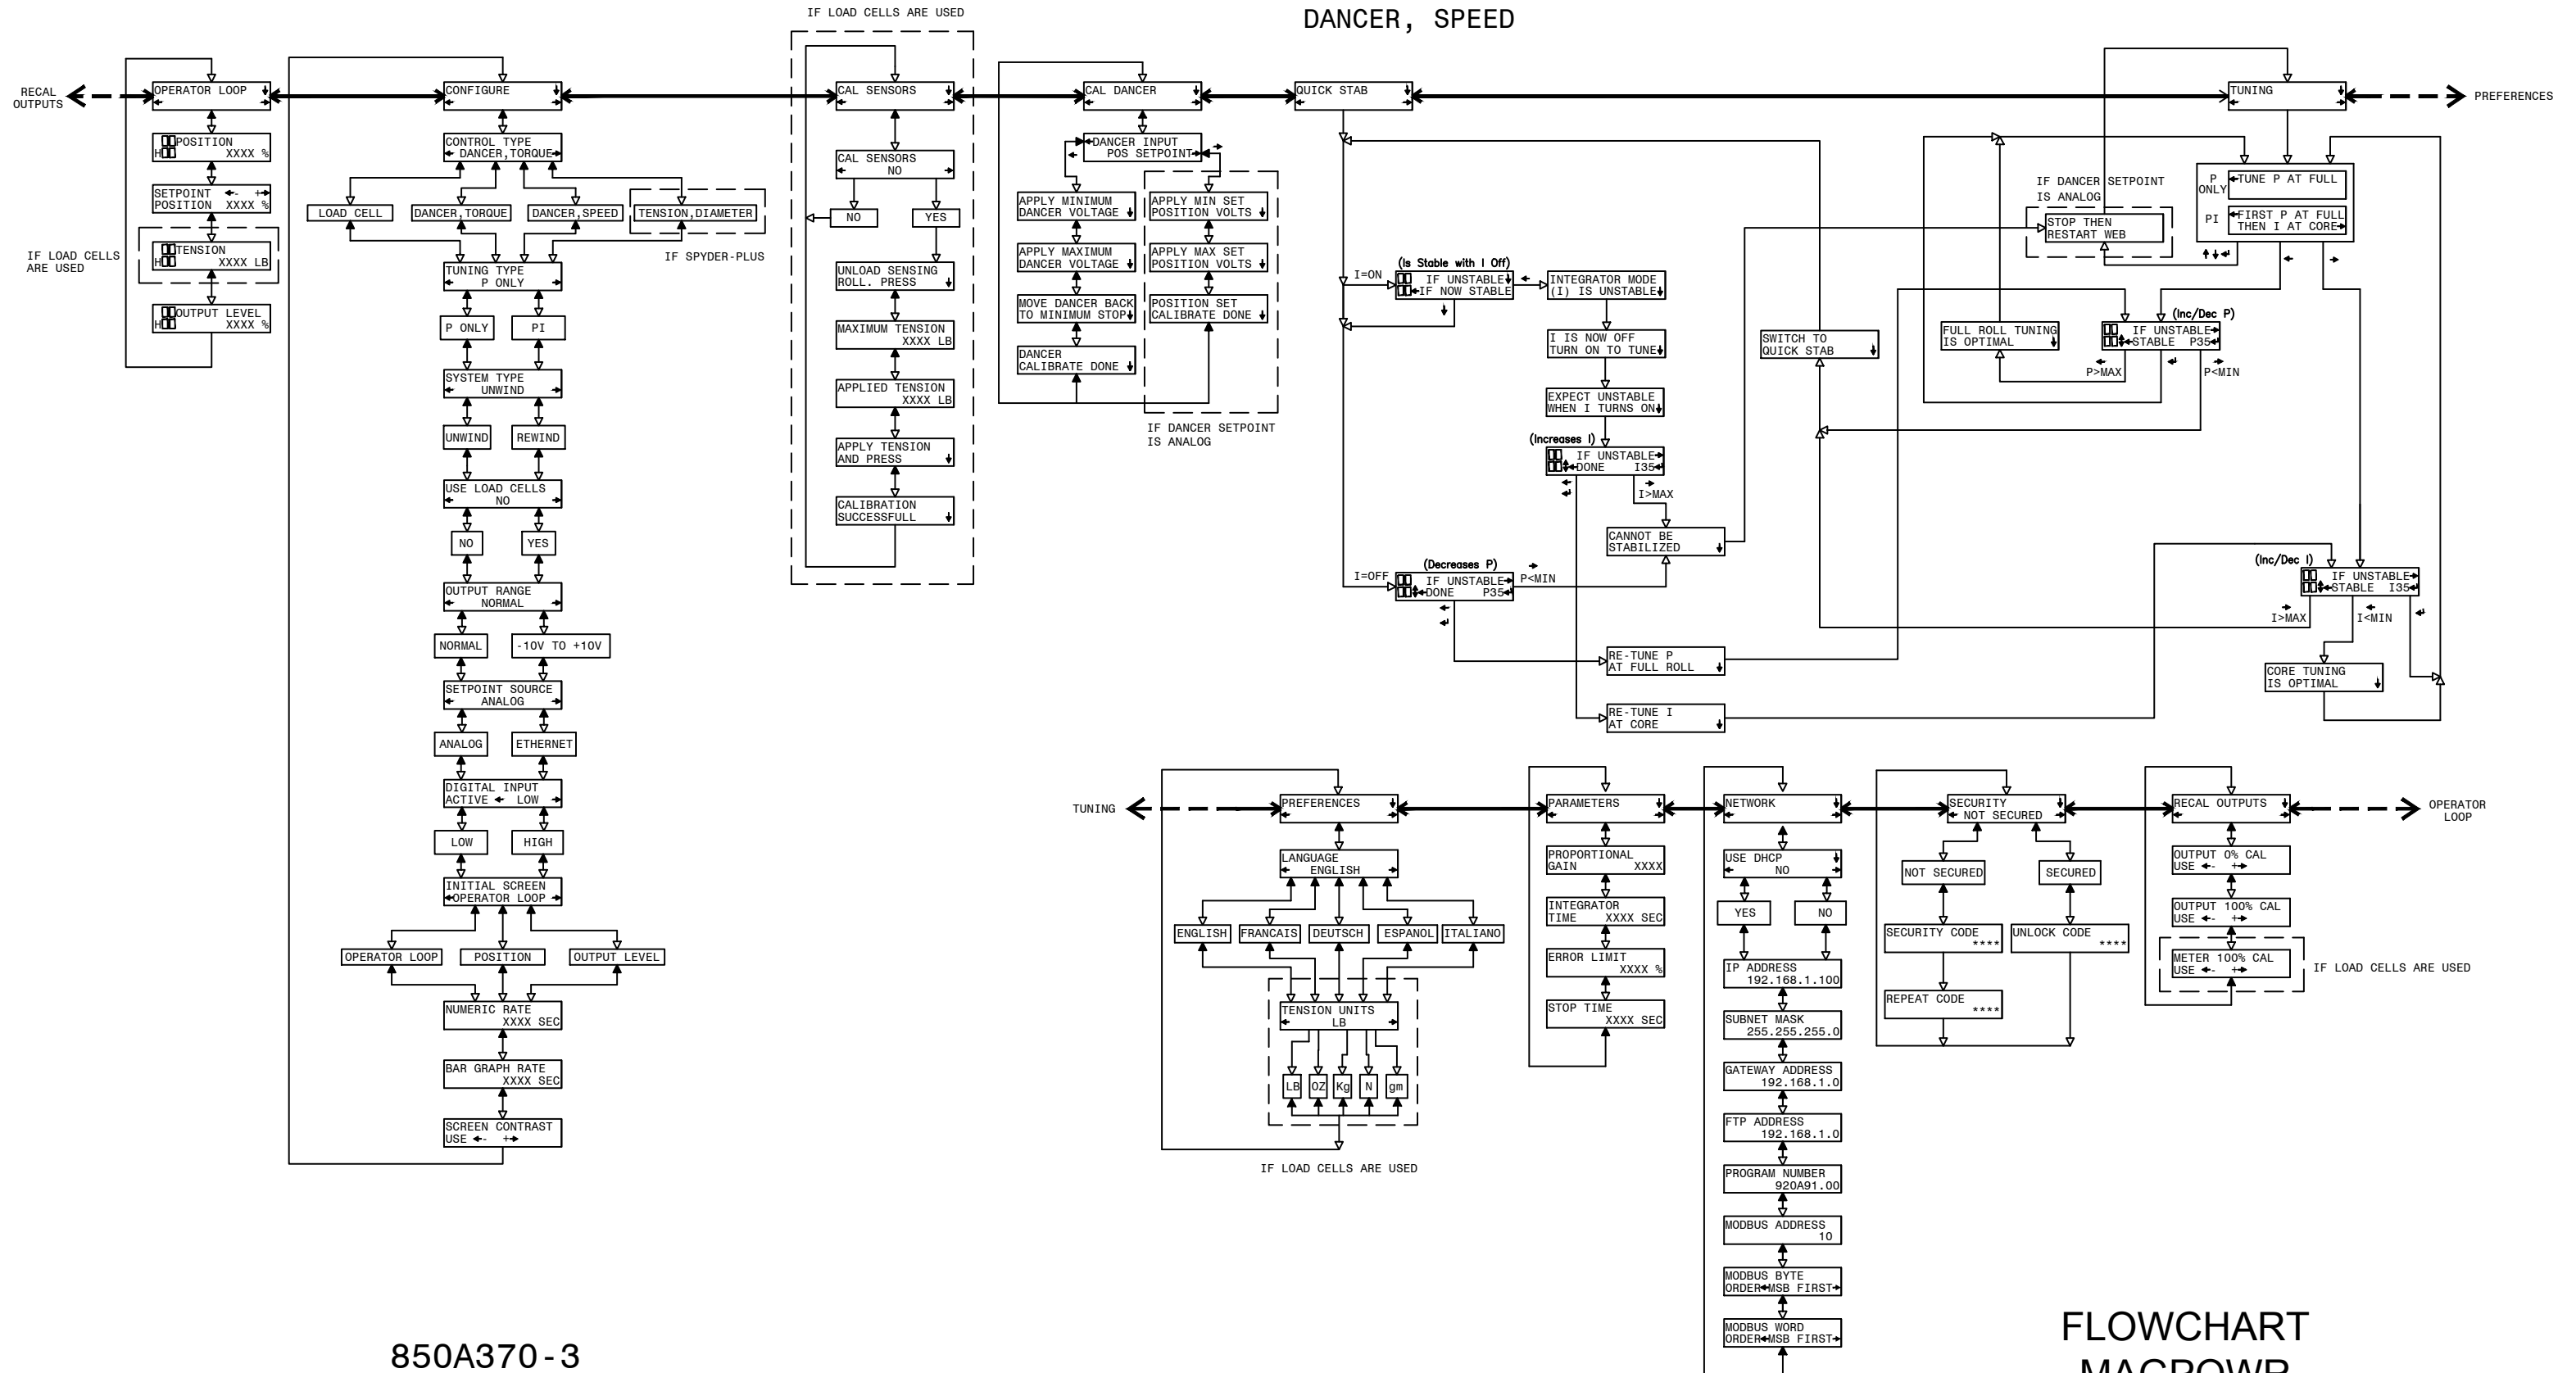 DANCER, SPEED
IF LOAD CELLS ARE USED
RECAL
OUTPUTS
OPERATOR LOOP
POSITION
H XXXX %
SETPOINT - +
POSITION XXXX %
IF LOAD CELLS
ARE USED
TENSION
H XXXX LB
OUTPUT LEVEL
H XXXX %
CONFIGURE
CONTROL TYPE
DANCER,TORQUE
LOAD CELL
DANCER,TORQUE
DANCER,SPEED
TENSION,DIAMETER
IF SPYDER-PLUS
TUNING TYPE
P ONLY
P ONLY
PI
SYSTEM TYPE
UNWIND
UNWIND
REWIND
USE LOAD CELLS
NO
NO
YES
OUTPUT RANGE
NORMAL
NORMAL
-10V TO +10V
SETPOINT SOURCE
ANALOG
ANALOG
ETHERNET
DIGITAL INPUT
ACTIVE LOW
LOW
HIGH
INITIAL SCREEN
OPERATOR LOOP
OPERATOR LOOP
POSITION
OUTPUT LEVEL
NUMERIC RATE
XXXX SEC
BAR GRAPH RATE
XXXX SEC
SCREEN CONTRAST
USE - +
CAL SENSORS
CAL SENSORS
NO
NO
YES
UNLOAD SENSING
ROLL. PRESS
MAXIMUM TENSION
XXXX LB
APPLIED TENSION
XXXX LB
APPLY TENSION
AND PRESS
CALIBRATION
SUCCESSFULL
CAL DANCER
DANCER INPUT
POS SETPOINT
APPLY MINIMUM
DANCER VOLTAGE
APPLY MAXIMUM
DANCER VOLTAGE
MOVE DANCER BACK
TO MINIMUM STOP
DANCER
CALIBRATE DONE
APPLY MIN SET
POSITION VOLTS
APPLY MAX SET
POSITION VOLTS
POSITION SET
CALIBRATE DONE
IF DANCER SETPOINT
IS ANALOG
QUICK STAB
I=ON
(Is Stable with I Off)
IF UNSTABLE
IF NOW STABLE
INTEGRATOR MODE
(I) IS UNSTABLE
I IS NOW OFF
TURN ON TO TUNE
EXPECT UNSTABLE
WHEN I TURNS ON
(Increases I)
IF UNSTABLE
DONE I35
I>MAX
CANNOT BE
STABILIZED
I=OFF
(Decreases P)
IF UNSTABLE
DONE P35
P<MIN
RE-TUNE P
AT FULL ROLL
RE-TUNE I
AT CORE
SWITCH TO
QUICK STAB
TUNING
PREFERENCES
IF DANCER SETPOINT
IS ANALOG
STOP THEN
RESTART WEB
P
ONLY
TUNE P AT FULL
PI
FIRST P AT FULL
THEN I AT CORE
FULL ROLL TUNING
IS OPTIMAL
(Inc/Dec P)
IF UNSTABLE
STABLE P35
P>MAX
P<MIN
(Inc/Dec I)
IF UNSTABLE
STABLE I35
I>MAX
I<MIN
CORE TUNING
IS OPTIMAL
TUNING
PREFERENCES
LANGUAGE
ENGLISH
ENGLISH
FRANCAIS
DEUTSCH
ESPANOL
ITALIANO
TENSION UNITS
LB
LB
OZ
Kg
N
gm
IF LOAD CELLS ARE USED
PARAMETERS
PROPORTIONAL
GAIN XXXX
INTEGRATOR
TIME XXXX SEC
ERROR LIMIT
XXXX %
STOP TIME
XXXX SEC
NETWORK
USE DHCP
NO
YES
NO
IP ADDRESS
192.168.1.100
SUBNET MASK
255.255.255.0
GATEWAY ADDRESS
192.168.1.0
FTP ADDRESS
192.168.1.0
PROGRAM NUMBER
920A91.00
MODBUS ADDRESS
10
MODBUS BYTE
ORDER MSB FIRST
MODBUS WORD
ORDER MSB FIRST
SECURITY
NOT SECURED
NOT SECURED
SECURED
SECURITY CODE
****
UNLOCK CODE
****
REPEAT CODE
****
RECAL OUTPUTS
OPERATOR
LOOP
OUTPUT 0% CAL
USE - +
OUTPUT 100% CAL
USE - +
METER 100% CAL
USE - +
IF LOAD CELLS ARE USED
850A370-3
FLOWCHART
MAGPOWR